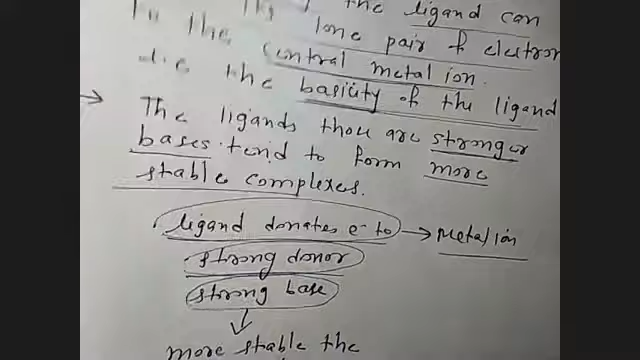 the ligand can
to the lone pair of electron
central metal ion.
the basicity of the ligand
→ The ligands thou are stronger
bases tend to form more
stable complexes.
ligand donates e- to → metal ion
strong donor
strong base
↓
more stable the